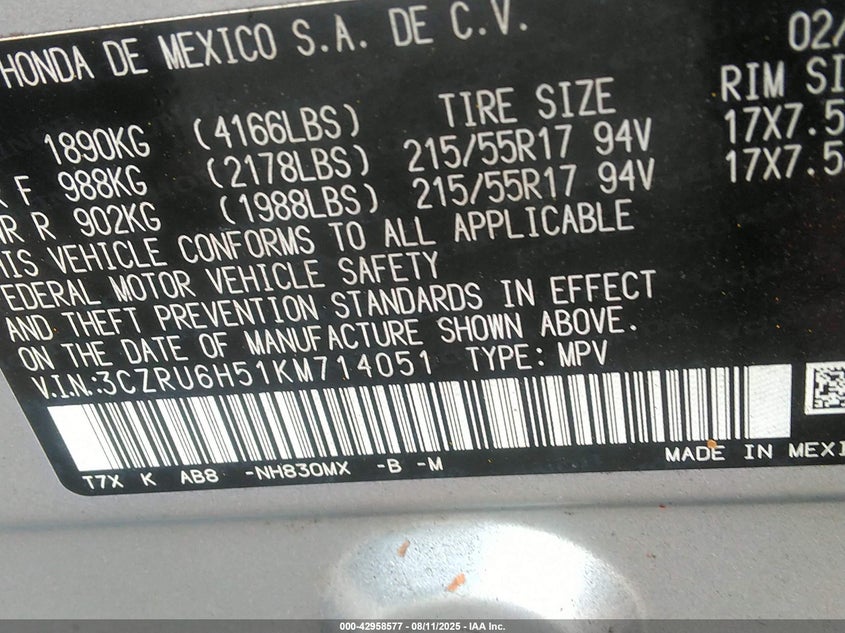 HONDA DE MEXICO S.A. DE C.V. 02/
1890KG (4166LBS) TIRE SIZE RIM SI
R F 988KG (2178LBS) 215/55R17 94V 17X7.5
R R 902KG (1988LBS) 215/55R17 94V 17X7.5
HIS VEHICLE CONFORMS TO ALL APPLICABLE
EDERAL MOTOR VEHICLE SAFETY
AND THEFT PREVENTION STANDARDS IN EFFECT
ON THE DATE OF MANUFACTURE SHOWN ABOVE.
V.I.N.:3CZRU6H51KM714051 TYPE: MPV
T7X K AB8 -NH830MX -B -M MADE IN MEXI
000-42958577 - 08/11/2025 - IAA Inc.